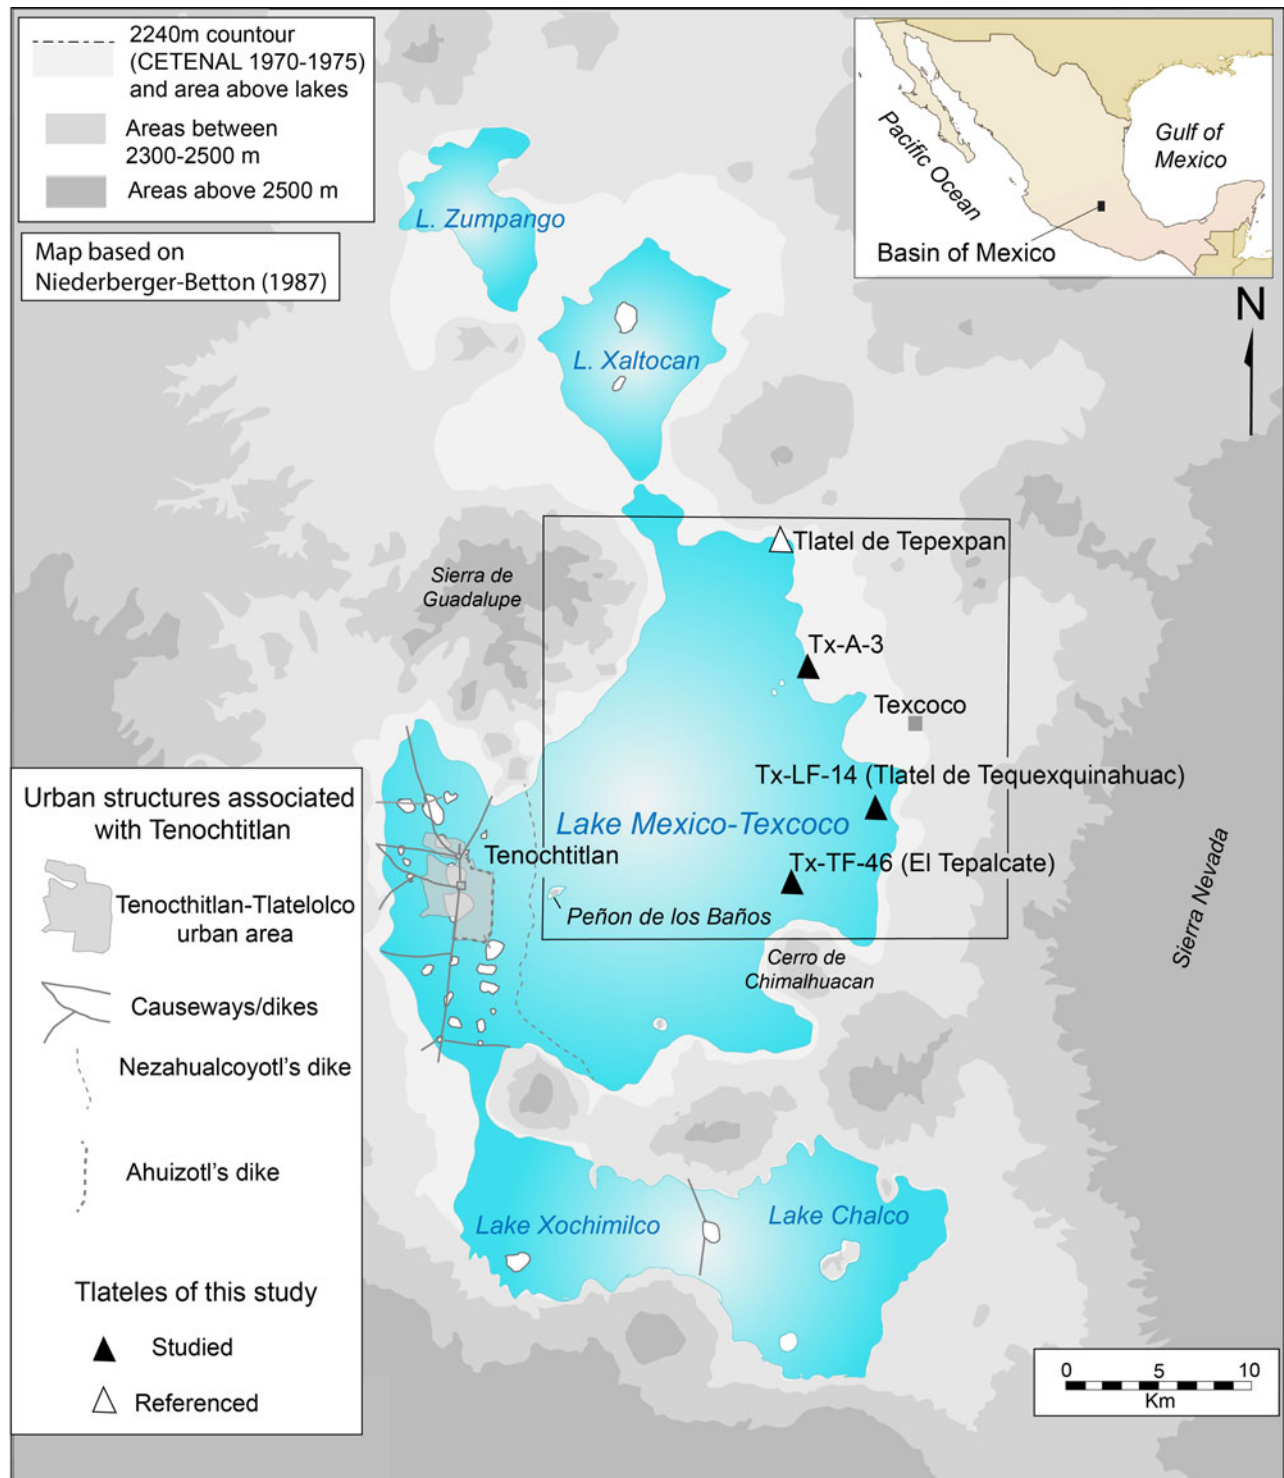 2240m countour
(CETENAL 1970-1975)
and area above lakes
Areas between
2300-2500 m
Areas above 2500 m
Map based on
Niederberger-Betton (1987)
Pacific Ocean
Gulf of
Mexico
Basin of Mexico
N
L. Zumpango
L. Xaltocan
Sierra de
Guadalupe
Tlatel de Tepexpan
Tx-A-3
Texcoco
Tx-LF-14 (Tlatel de Tequexquinahuac)
Lake Mexico-Texcoco
Tenochtitlan
Tx-TF-46 (El Tepalcate)
Peñon de los Baños
Cerro de
Chimalhuacan
Sierra Nevada
Lake Xochimilco
Lake Chalco
Urban structures associated
with Tenochtitlan
Tenocthitlan-Tlatelolco
urban area
Causeways/dikes
Nezahualcoyotl's dike
Ahuizotl's dike
Tlateles of this study
Studied
Referenced
0 5 10
Km